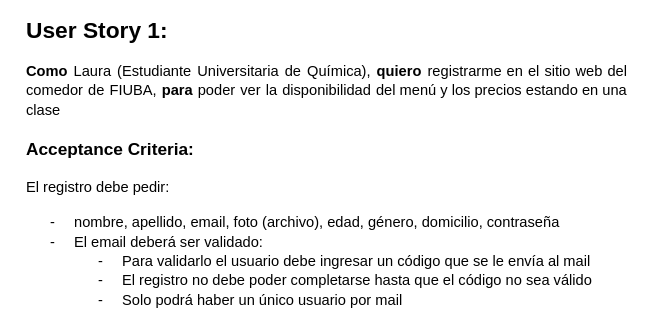 User Story 1:
Como Laura (Estudiante Universitaria de Química), quiero registrarme en el sitio web del
comedor de FIUBA, para poder ver la disponibilidad del menú y los precios estando en una
clase
Acceptance Criteria:
El registro debe pedir:
- nombre, apellido, email, foto (archivo), edad, género, domicilio, contraseña
- El email deberá ser validado:
- Para validarlo el usuario debe ingresar un código que se le envía al mail
- El registro no debe poder completarse hasta que el código no sea válido
- Solo podrá haber un único usuario por mail